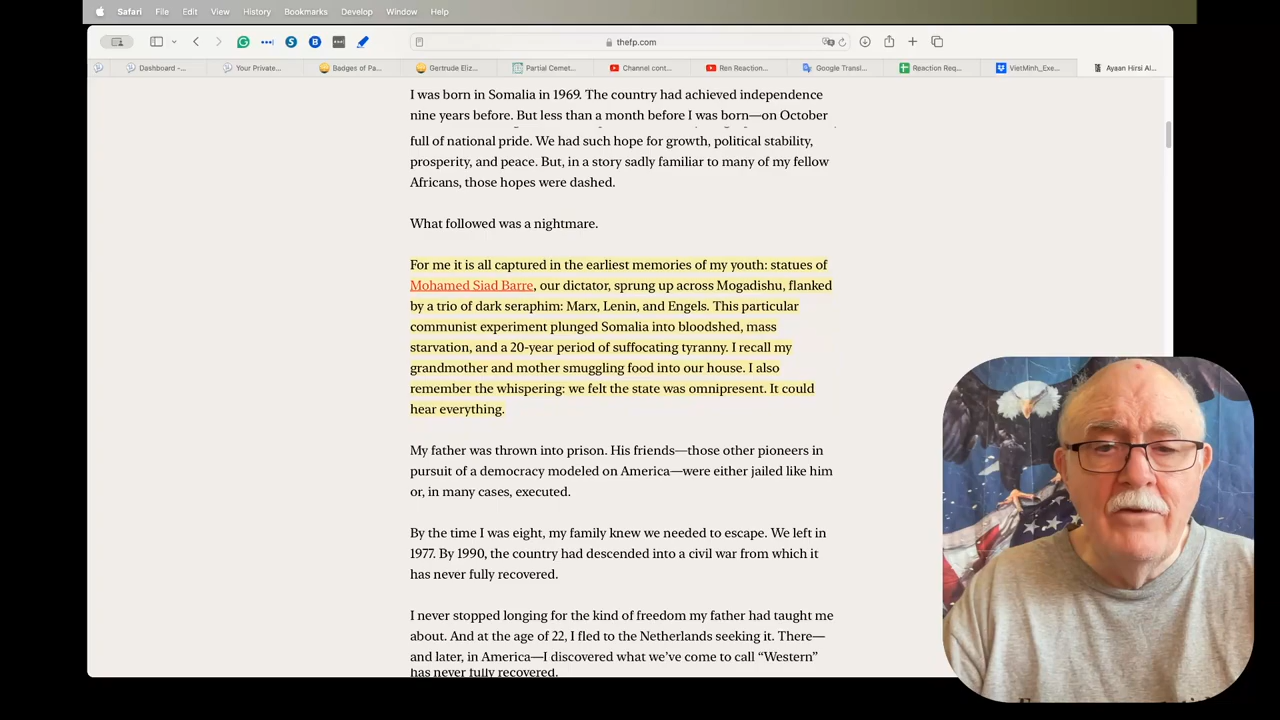 Safari File Edit View History Bookmarks Develop Window Help
thefp.com
Dashboard -... Your Private... Badges of Pa... Gertrude Eliz... Partial Cemet... Channel cont... Ren Reaction... Google Transl... Reaction Req... VietMinh_Exe... Ayaan Hirsi Al...
I was born in Somalia in 1969. The country had achieved independence
nine years before. But less than a month before I was born—on October
full of national pride. We had such hope for growth, political stability,
prosperity, and peace. But, in a story sadly familiar to many of my fellow
Africans, those hopes were dashed.
What followed was a nightmare.
For me it is all captured in the earliest memories of my youth: statues of
Mohamed Siad Barre, our dictator, sprung up across Mogadishu, flanked
by a trio of dark seraphim: Marx, Lenin, and Engels. This particular
communist experiment plunged Somalia into bloodshed, mass
starvation, and a 20-year period of suffocating tyranny. I recall my
grandmother and mother smuggling food into our house. I also
remember the whispering: we felt the state was omnipresent. It could
hear everything.
My father was thrown into prison. His friends—those other pioneers in
pursuit of a democracy modeled on America—were either jailed like him
or, in many cases, executed.
By the time I was eight, my family knew we needed to escape. We left in
1977. By 1990, the country had descended into a civil war from which it
has never fully recovered.
I never stopped longing for the kind of freedom my father had taught me
about. And at the age of 22, I fled to the Netherlands seeking it. There—
and later, in America—I discovered what we've come to call “Western”
has never fully recovered.